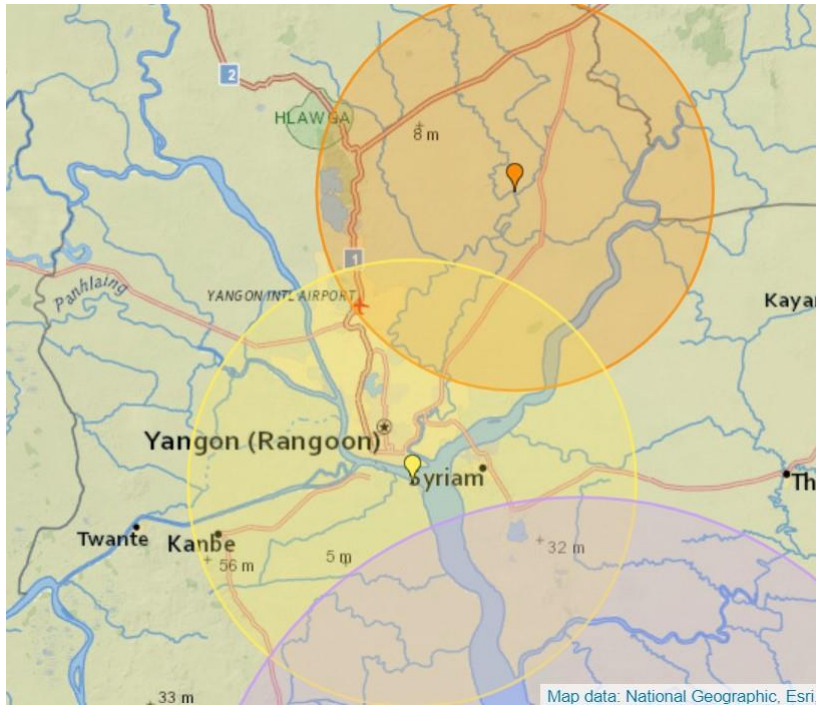 2
HLAWGA
8 m
1
Panhlaing
YANGON INTL AIRPORT
Kayan
Yangon (Rangoon)
Syriam
Th
Twante
Kanbe
5 m
56 m
32 m
33 m
Map data: National Geographic, Esri,